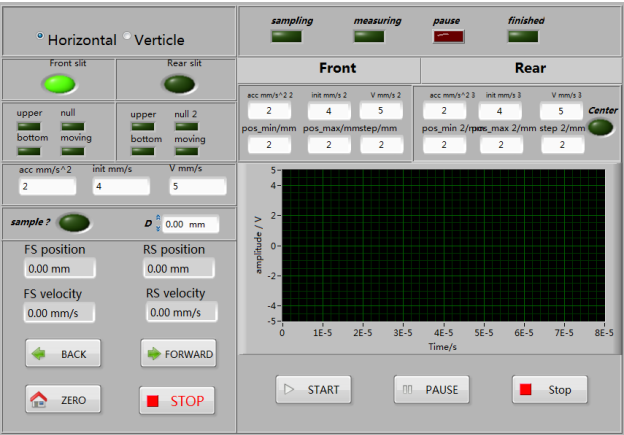 Horizontal Verticle
Front slit Rear slit
upper null upper null 2
bottom moving bottom moving
acc mm/s^2 init mm/s V mm/s
2 4 5
sample ? D 0.00 mm
FS position RS position
0.00 mm 0.00 mm
FS velocity RS velocity
0.00 mm/s 0.00 mm/s
BACK FORWARD
ZERO STOP
sampling measuring pause finished
Front Rear
acc mm/s^2 2 init mm/s 2 V mm/s 2
2 4 5
pos_min/mm pos_max/mm step/mm
2 2 2
acc mm/s^2 3 init mm/s 3 V mm/s 3
2 4 5 Center
pos_min 2/mm pos_max 2/mm step 2/mm
2 2 2
amplitude / V
5
4
2
0
-2
-4
-5
0 1E-5 2E-5 3E-5 4E-5 5E-5 6E-5 7E-5 8E-5
Time/s
START PAUSE Stop